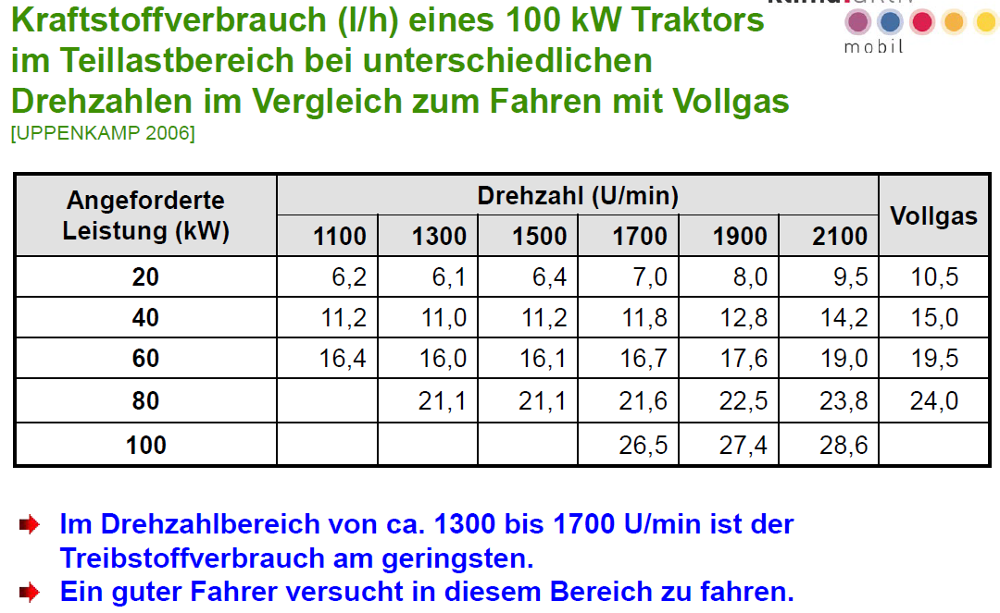 Kraftstoffverbrauch (l/h) eines 100 kW Traktors
im Teillastbereich bei unterschiedlichen
Drehzahlen im Vergleich zum Fahren mit Vollgas
[UPPENKAMP 2006]
klima:aktiv
mobil
Angeforderte Leistung (kW) Drehzahl (U/min) Vollgas
1100 1300 1500 1700 1900 2100
20 6,2 6,1 6,4 7,0 8,0 9,5 10,5
40 11,2 11,0 11,2 11,8 12,8 14,2 15,0
60 16,4 16,0 16,1 16,7 17,6 19,0 19,5
80 21,1 21,1 21,6 22,5 23,8 24,0
100 26,5 27,4 28,6
Im Drehzahlbereich von ca. 1300 bis 1700 U/min ist der
Treibstoffverbrauch am geringsten.
Ein guter Fahrer versucht in diesem Bereich zu fahren.